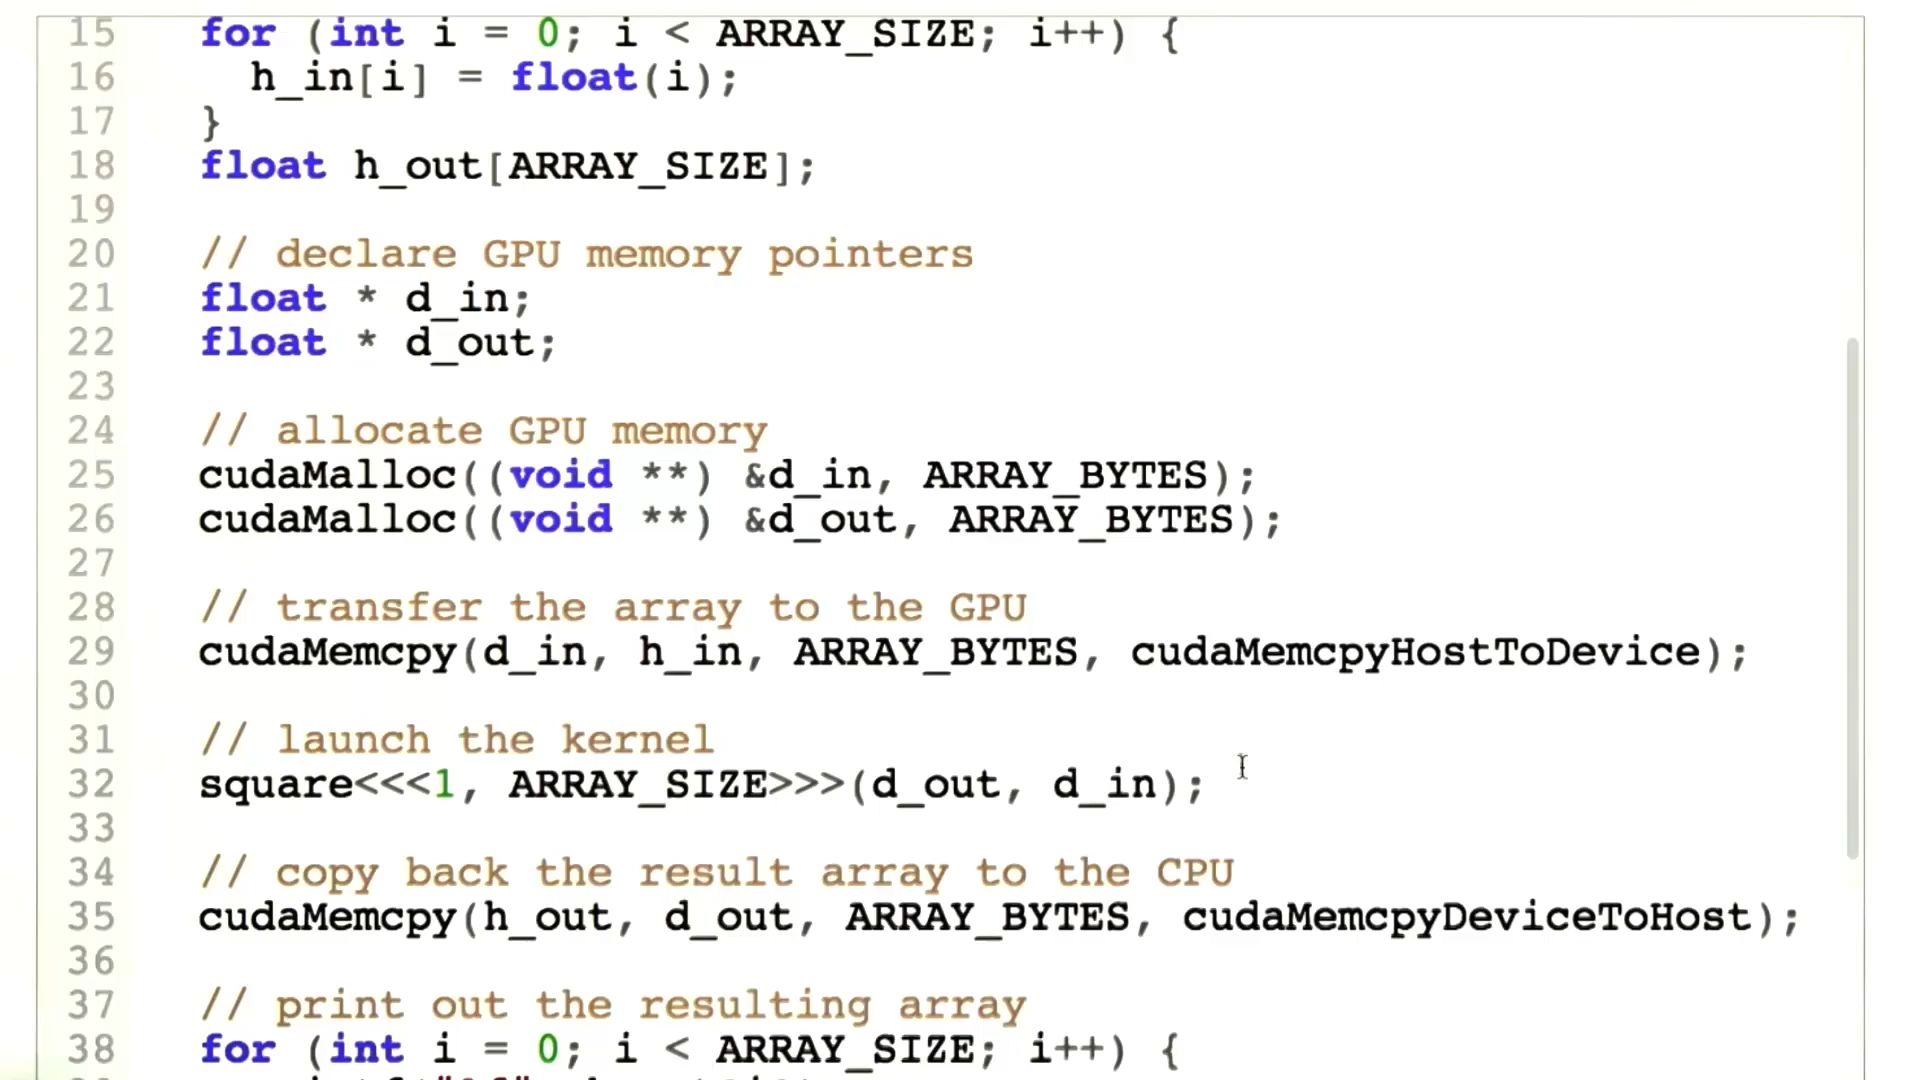 15 for (int i = 0; i < ARRAY_SIZE; i++) {
16 h_in[i] = float(i);
17 }
18 float h_out[ARRAY_SIZE];
19
20 // declare GPU memory pointers
21 float * d_in;
22 float * d_out;
23
24 // allocate GPU memory
25 cudaMalloc((void **) &d_in, ARRAY_BYTES);
26 cudaMalloc((void **) &d_out, ARRAY_BYTES);
27
28 // transfer the array to the GPU
29 cudaMemcpy(d_in, h_in, ARRAY_BYTES, cudaMemcpyHostToDevice);
30
31 // launch the kernel
32 square<<<1, ARRAY_SIZE>>>(d_out, d_in);
33
34 // copy back the result array to the CPU
35 cudaMemcpy(h_out, d_out, ARRAY_BYTES, cudaMemcpyDeviceToHost);
36
37 // print out the resulting array
38 for (int i = 0; i < ARRAY_SIZE; i++) {